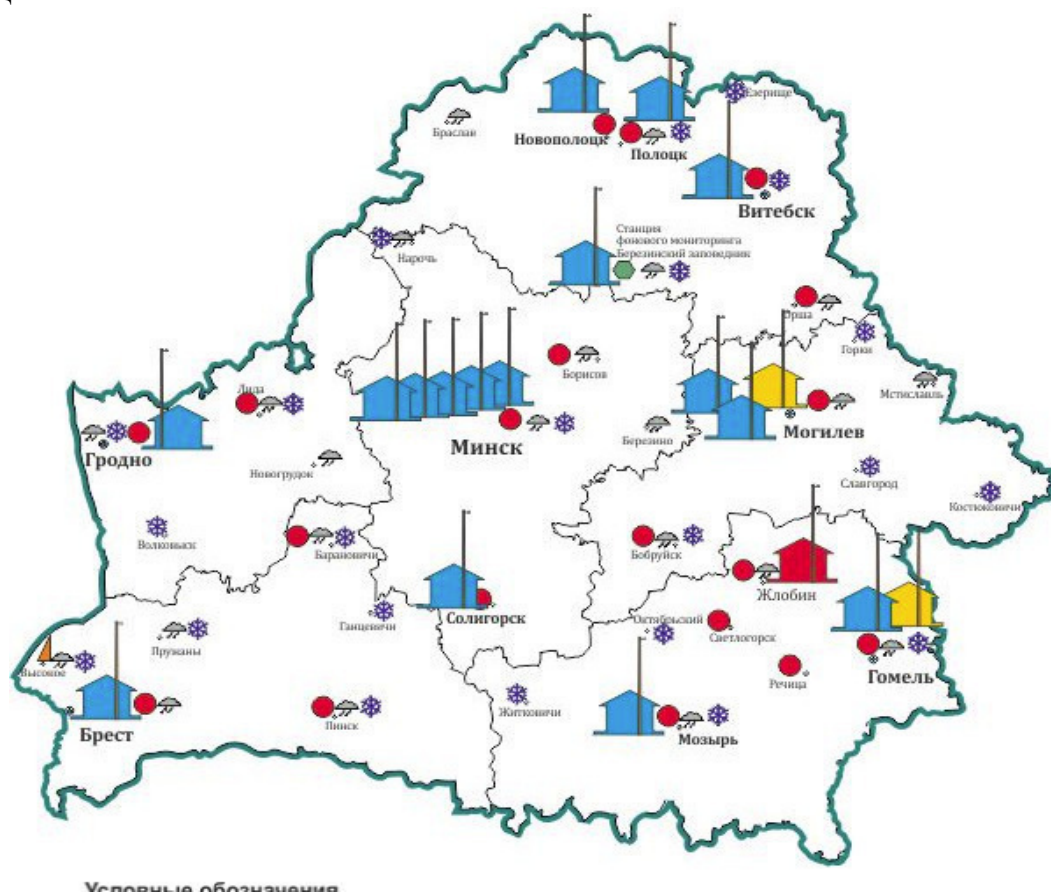 Езерище
Браслав
Новополоцк
Полоцк
Витебск
Станция
фонового мониторинга
Березинский заповедник
Нарочь
Орша
Горки
Борисов
Мстиславль
Лида
Минск
Березино
Могилев
Гродно
Новогрудок
Славгород
Костюковичи
Волковыск
Барановичи
Бобруйск
Жлобин
Ганцевичи
Солигорск
Октябрьский
Светлогорск
Пружаны
Высокое
Речица
Гомель
Житковичи
Брест
Пинск
Мозырь
Условные обозначения